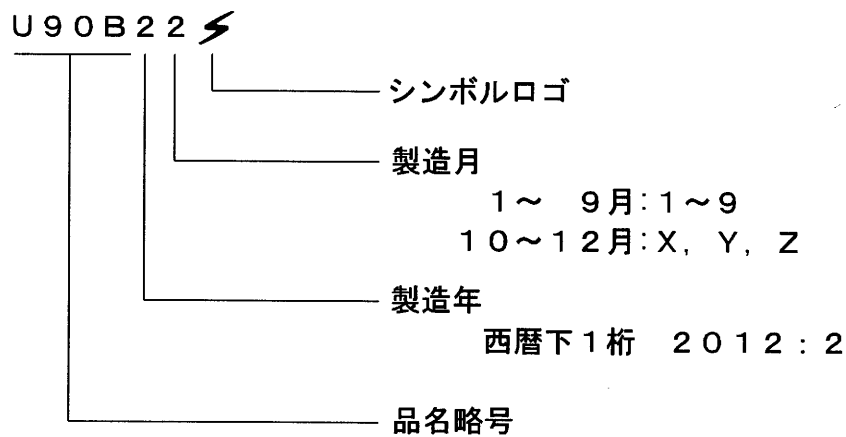 U90B22
シンボルロゴ
製造月
1～ 9月:1～9
10～12月:X, Y, Z
製造年
西暦下1桁 2012:2
品名略号